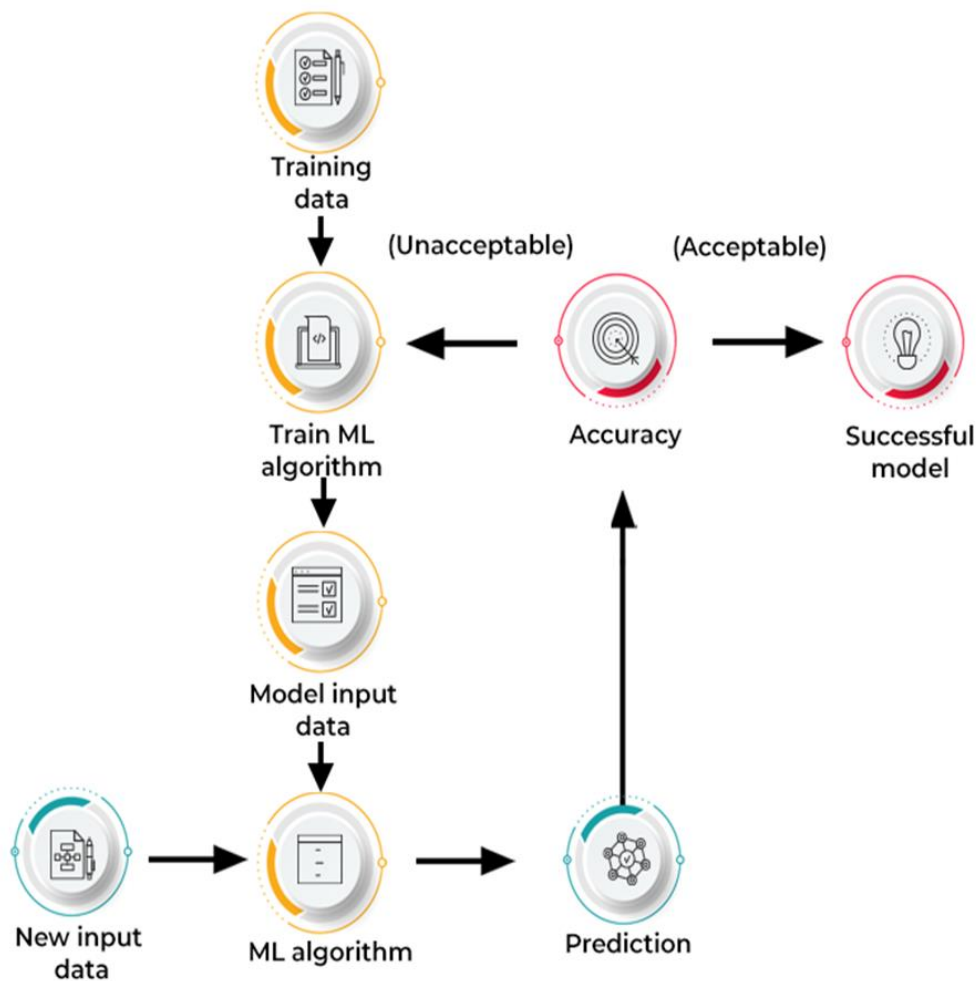 Training
data
(Unacceptable)
(Acceptable)
Train ML
algorithm
Accuracy
Successful
model
Model input
data
New input
data
ML algorithm
Prediction